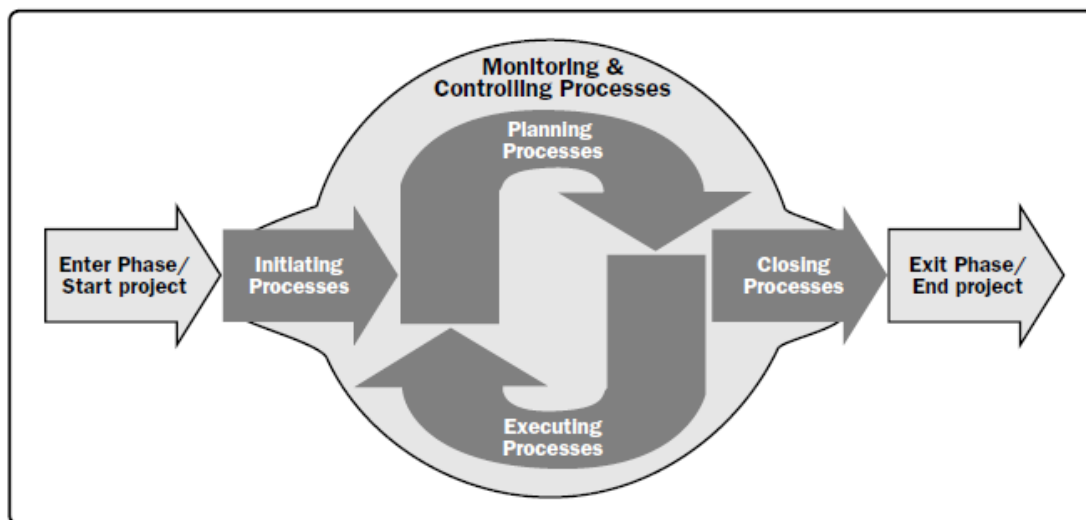 Monitoring &
Controlling Processes
Planning
Processes
Enter Phase/
Start project
Initiating
Processes
Closing
Processes
Exit Phase/
End project
Executing
Processes